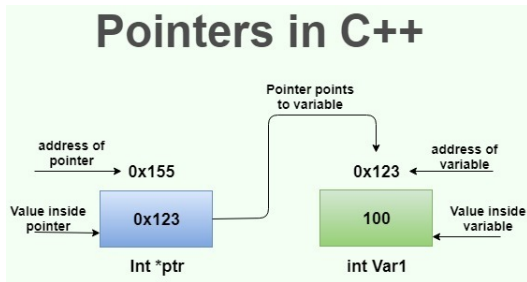 Pointers in C++
Pointer points
to variable
address of
pointer
0x155
0x123
address of
variable
Value inside
pointer
0x123
100
Value inside
variable
Int *ptr
int Var1